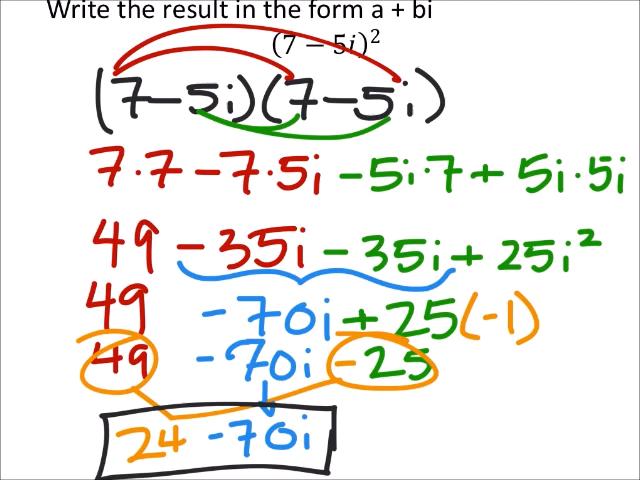 Write the result in the form a + bi
(7 − 5i)²
(7−5i)(7−5i)
7·7 −7·5i −5i·7 + 5i·5i
49 −35i −35i + 25i²
49 −70i +25(−1)
49 −70i −25
24 −70i